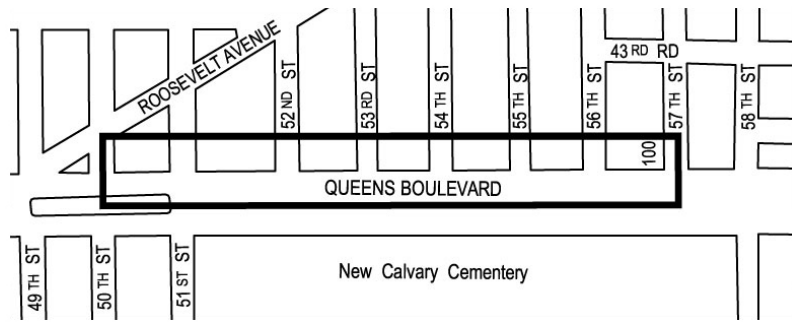 ROOSEVELT AVENUE
43 RD RD
52 ND ST
53 RD ST
54 TH ST
55 TH ST
56 TH ST
57 TH ST
58 TH ST
100
QUEENS BOULEVARD
49 TH ST
50 TH ST
51 ST ST
New Calvary Cementery